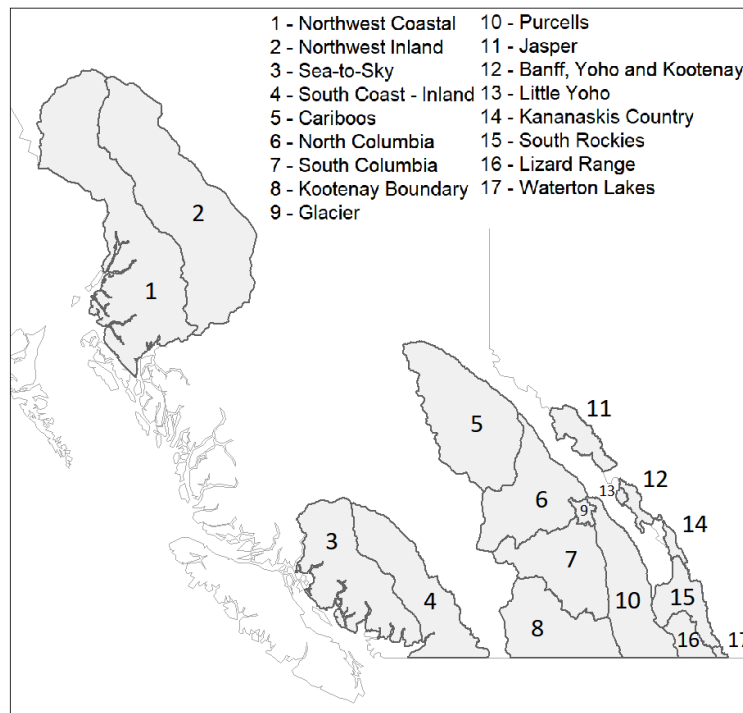 1 - Northwest Coastal
2 - Northwest Inland
3 - Sea-to-Sky
4 - South Coast - Inland
5 - Cariboos
6 - North Columbia
7 - South Columbia
8 - Kootenay Boundary
9 - Glacier
10 - Purcells
11 - Jasper
12 - Banff, Yoho and Kootenay
13 - Little Yoho
14 - Kananaskis Country
15 - South Rockies
16 - Lizard Range
17 - Waterton Lakes
2
1
11
5
12
13
6
9
14
3
7
15
4
10
8
16
17